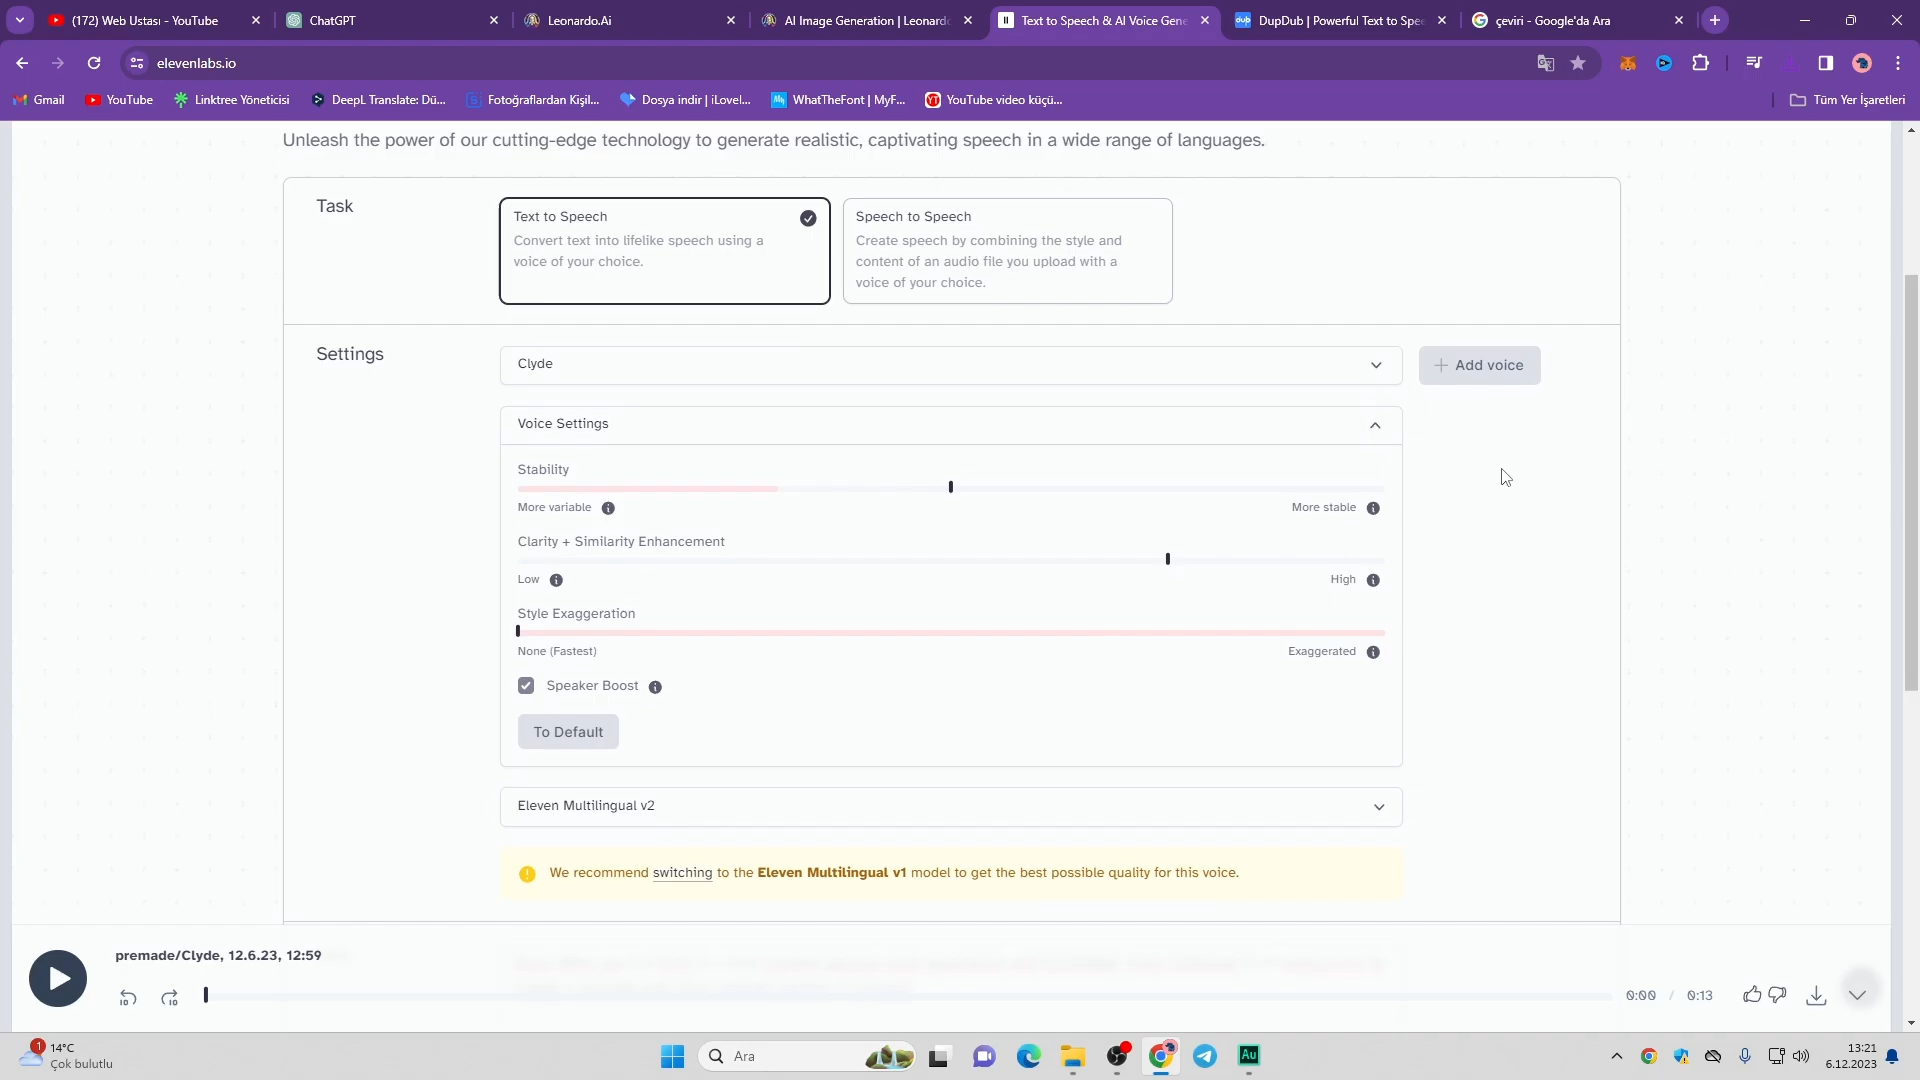 (172) Web Ustası - YouTube
ChatGPT
Leonardo.Ai
AI Image Generation | Leonardo
Text to Speech & AI Voice Gene
DupDub | Powerful Text to Spee
çeviri - Google'da Ara
elevenlabs.io
Gmail
YouTube
Linktree Yöneticisi
DeepL Translate: Dü...
Fotoğraflardan Kişil...
Dosya indir | iLoveI...
WhatTheFont | MyF...
YouTube video küçü...
Tüm Yer İşaretleri
Unleash the power of our cutting-edge technology to generate realistic, captivating speech in a wide range of languages.
Task
Text to Speech
Convert text into lifelike speech using a
voice of your choice.
Speech to Speech
Create speech by combining the style and
content of an audio file you upload with a
voice of your choice.
Settings
Clyde
+ Add voice
Voice Settings
Stability
More variable
More stable
Clarity + Similarity Enhancement
Low
High
Style Exaggeration
None (Fastest)
Exaggerated
Speaker Boost
To Default
Eleven Multilingual v2
We recommend switching to the Eleven Multilingual v1 model to get the best possible quality for this voice.
premade/Clyde, 12.6.23, 12:59
10
10
0:00 / 0:13
1
14°C
Çok bulutlu
Ara
Au
13:21
6.12.2023